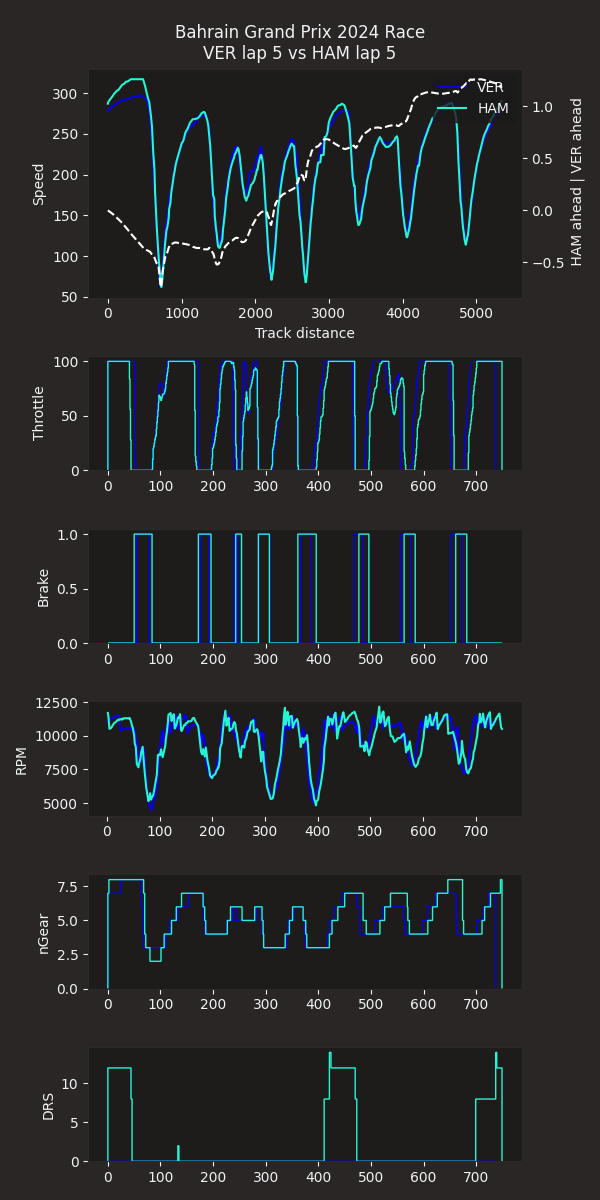 Bahrain Grand Prix 2024 Race
VER lap 5 vs HAM lap 5
Speed
300
250
200
150
100
50
VER
HAM
1.0
0.5
0.0
−0.5
HAM ahead | VER ahead
0 1000 2000 3000 4000 5000
Track distance
Throttle
100
50
0
0 100 200 300 400 500 600 700
Brake
1.0
0.5
0.0
0 100 200 300 400 500 600 700
RPM
12500
10000
7500
5000
0 100 200 300 400 500 600 700
nGear
7.5
5.0
2.5
0.0
0 100 200 300 400 500 600 700
DRS
10
5
0
0 100 200 300 400 500 600 700